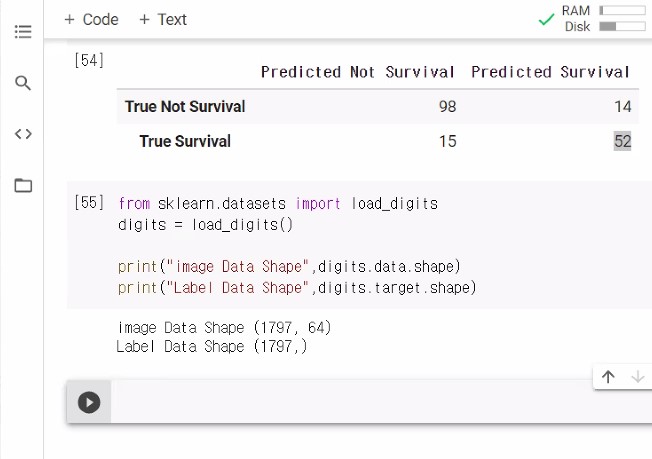 + Code + Text
RAM
Disk
[54]
Predicted Not Survival Predicted Survival
True Not Survival 98 14
True Survival 15 52
[55] from sklearn.datasets import load_digits
digits = load_digits()
print("image Data Shape",digits.data.shape)
print("Label Data Shape",digits.target.shape)
image Data Shape (1797, 64)
Label Data Shape (1797,)